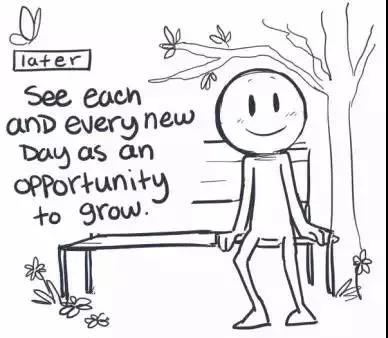 later
See each
anD every new
Day as an
opportunity
to grow.